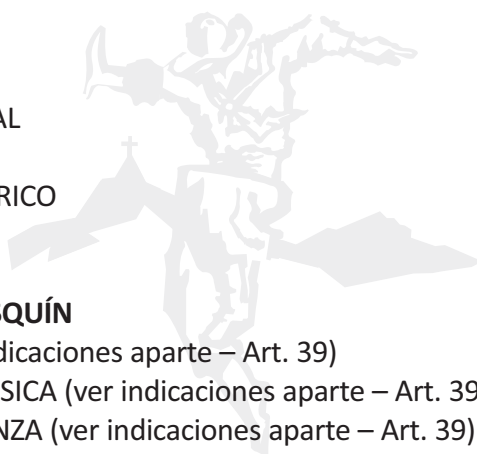 AL
RICO
SQUÍN
dicaciones aparte – Art. 39)
SICA (ver indicaciones aparte – Art. 39
NZA (ver indicaciones aparte – Art. 39)